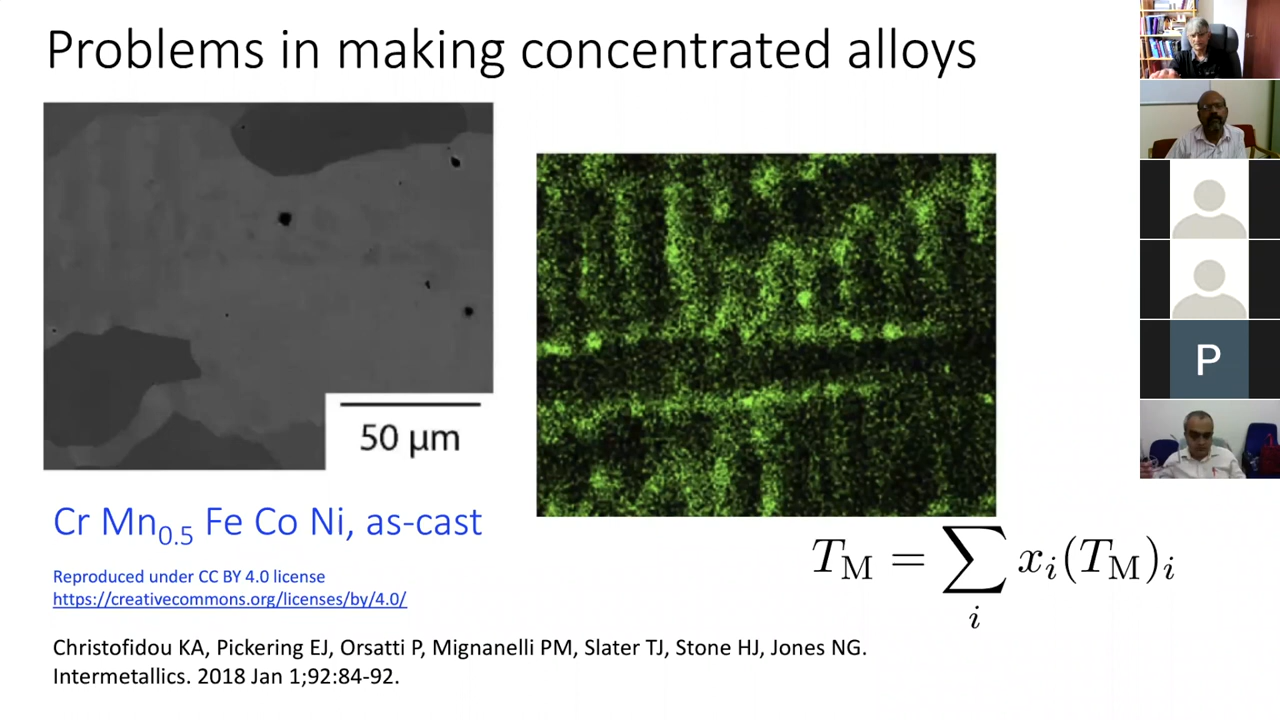 Problems in making concentrated alloys
50 µm
Cr Mn0.5 Fe Co Ni, as-cast
Reproduced under CC BY 4.0 license
https://creativecommons.org/licenses/by/4.0/
T_M = ∑_i x_i(T_M)_i
Christofidou KA, Pickering EJ, Orsatti P, Mignanelli PM, Slater TJ, Stone HJ, Jones NG.
Intermetallics. 2018 Jan 1;92:84-92.
P